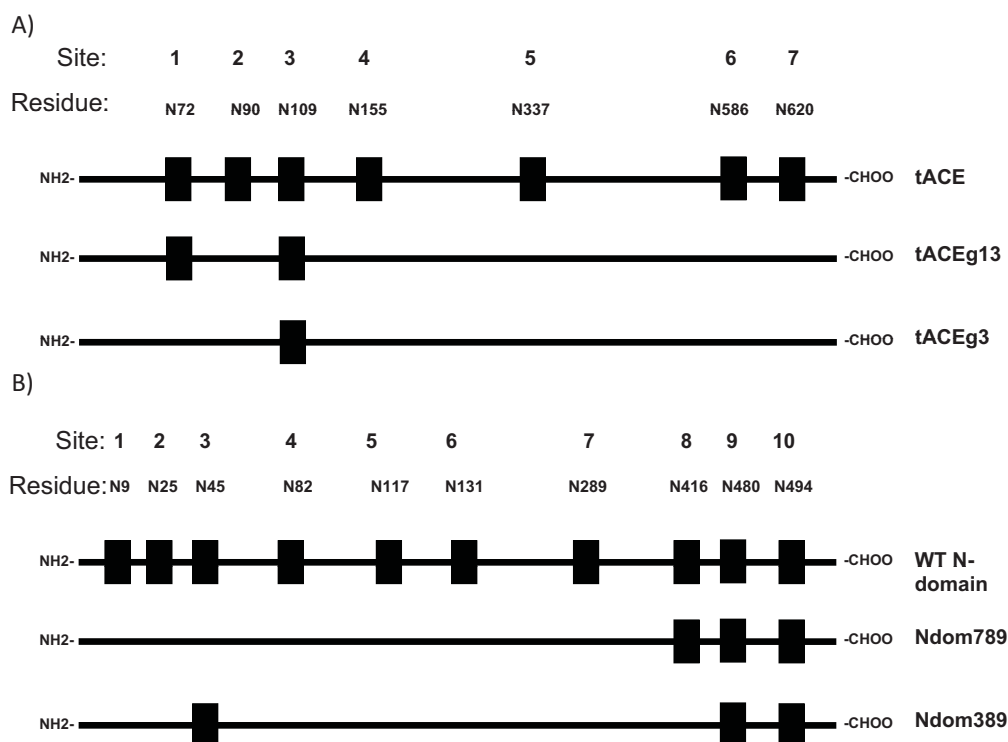 A)
Site: 1 2 3 4 5 6 7
Residue: N72 N90 N109 N155 N337 N586 N620
NH2- -CHOO tACE
NH2- -CHOO tACEg13
NH2- -CHOO tACEg3
B)
Site: 1 2 3 4 5 6 7 8 9 10
Residue: N9 N25 N45 N82 N117 N131 N289 N416 N480 N494
NH2- -CHOO WT N-
domain
NH2- -CHOO Ndom789
NH2- -CHOO Ndom389